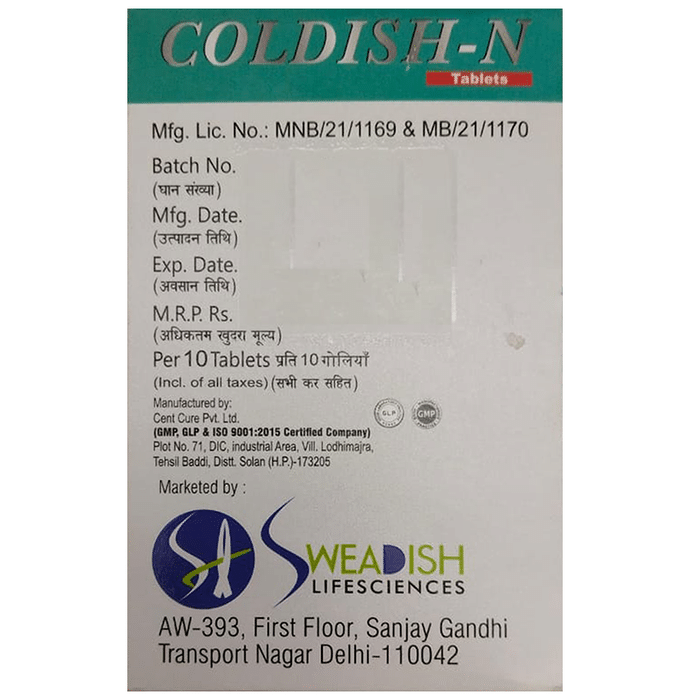 COLDISH-N
Tablets
Mfg. Lic. No.: MNB/21/1169 & MB/21/1170
Batch No.
(घान संख्या)
Mfg. Date.
(उत्पादन तिथि)
Exp. Date.
(अवसान तिथि)
M.R.P. Rs.
(अधिकतम खुदरा मूल्य)
Per 10 Tablets प्रति 10 गोलियाँ
(Incl. of all taxes) (सभी कर सहित)
Manufactured by:
Cent Cure Pvt. Ltd.
(GMP, GLP & ISO 9001:2015 Certified Company)
Plot No. 71, DIC, industrial Area, Vill. Lodhimajra,
Tehsil Baddi, Distt. Solan (H.P.)-173205
GLP
GMP
Marketed by :
SWEADISH
LIFESCIENCES
AW-393, First Floor, Sanjay Gandhi
Transport Nagar Delhi-110042